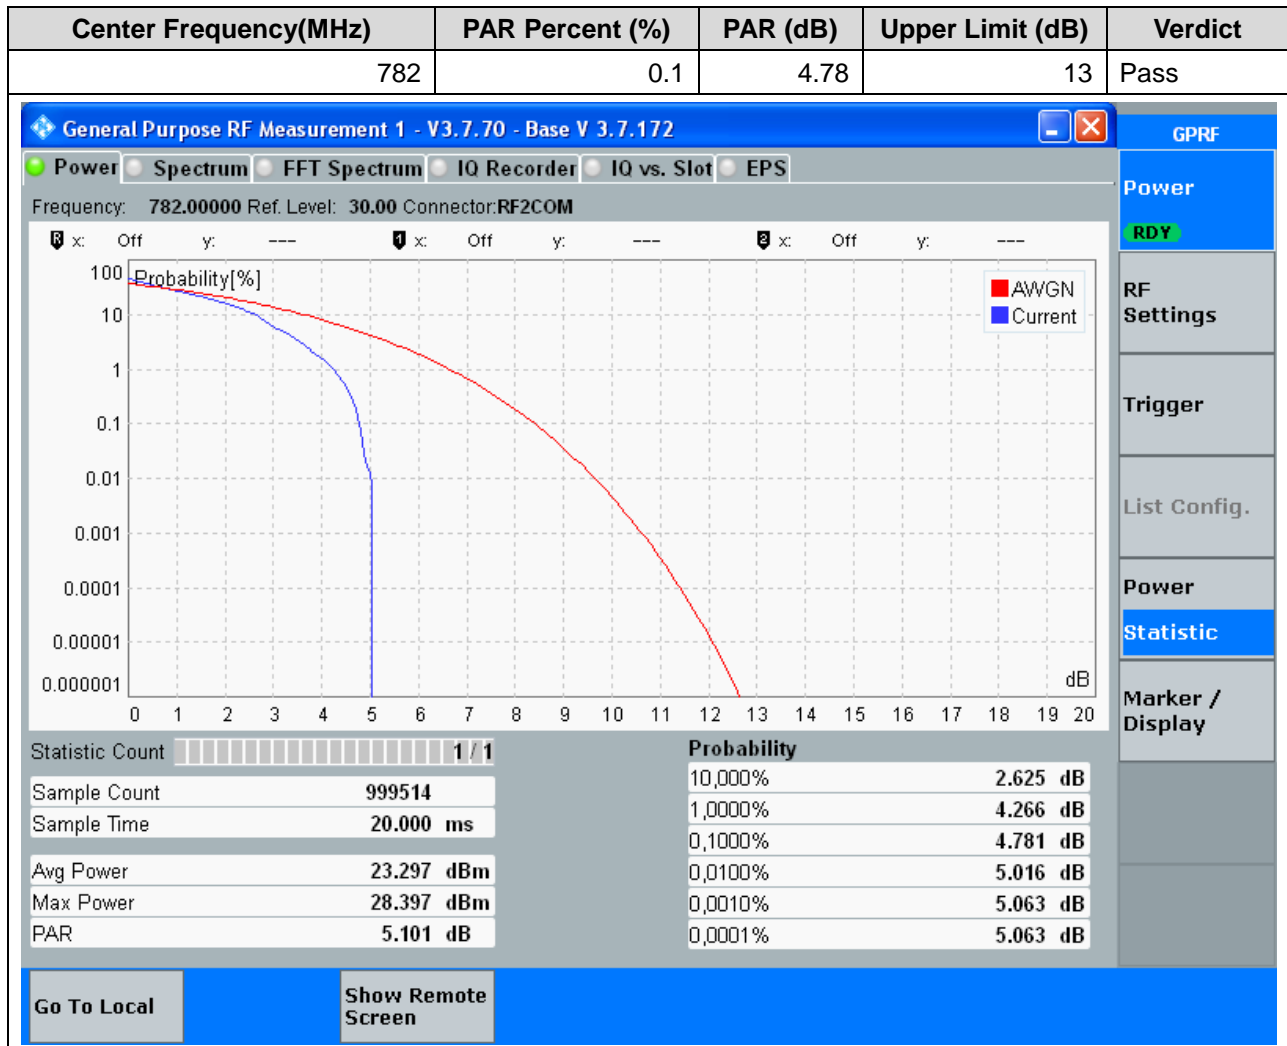 Center Frequency(MHz) PAR Percent (%) PAR (dB) Upper Limit (dB) Verdict
782 0.1 4.78 13 Pass
General Purpose RF Measurement 1 - V3.7.70 - Base V 3.7.172
GPRF
Power Spectrum FFT Spectrum IQ Recorder IQ vs. Slot EPS
Power
RDY
Frequency: 782.00000 Ref. Level: 30.00 Connector:RF2COM
R x: Off y: --- 1 x: Off y: --- 2 x: Off y: ---
Probability[%]
AWGN
Current
100
10
1
0.1
0.01
0.001
0.0001
0.00001
0.000001
dB
0 1 2 3 4 5 6 7 8 9 10 11 12 13 14 15 16 17 18 19 20
RF
Settings
Trigger
List Config.
Power
Statistic
Marker /
Display
Statistic Count 1 / 1
Sample Count 999514
Sample Time 20.000 ms
Avg Power 23.297 dBm
Max Power 28.397 dBm
PAR 5.101 dB
Probability
10,000% 2.625 dB
1,0000% 4.266 dB
0,1000% 4.781 dB
0,0100% 5.016 dB
0,0010% 5.063 dB
0,0001% 5.063 dB
Go To Local
Show Remote
Screen